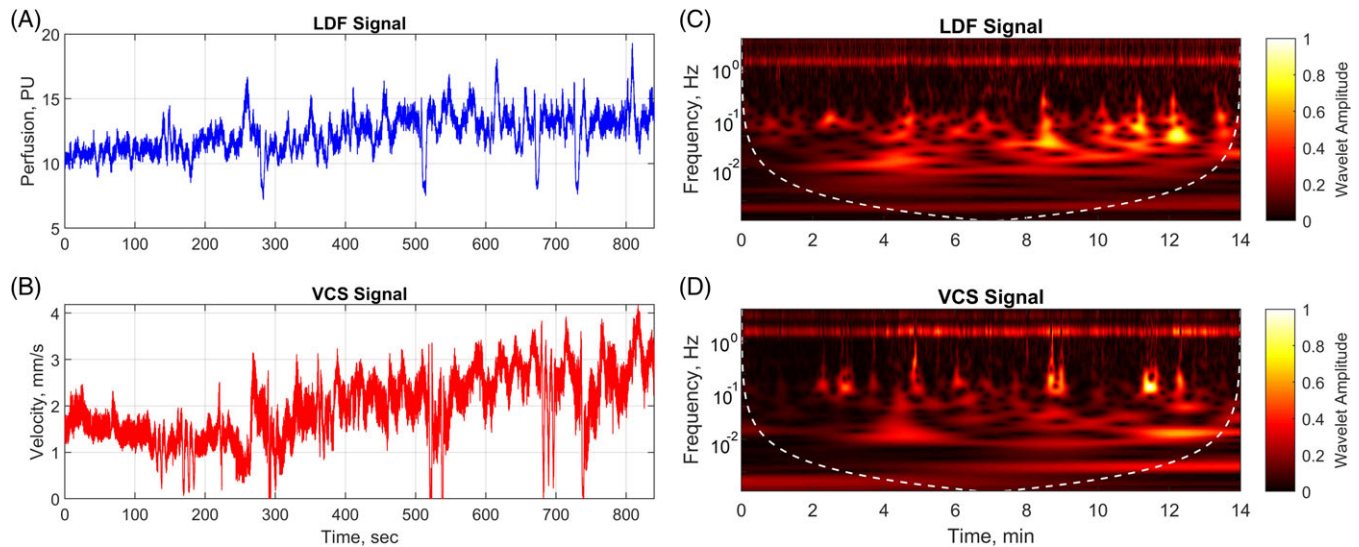 (A)
LDF Signal
Perfusion, PU
20
15
10
5
0 100 200 300 400 500 600 700 800
(B)
VCS Signal
Velocity, mm/s
4
3
2
1
0
0 100 200 300 400 500 600 700 800
Time, sec
(C)
LDF Signal
Frequency, Hz
10^0
10^-1
10^-2
0 2 4 6 8 10 12 14
1
0.8
0.6
0.4
0.2
0
Wavelet Amplitude
(D)
VCS Signal
Frequency, Hz
10^0
10^-1
10^-2
0 2 4 6 8 10 12 14
Time, min
1
0.8
0.6
0.4
0.2
0
Wavelet Amplitude